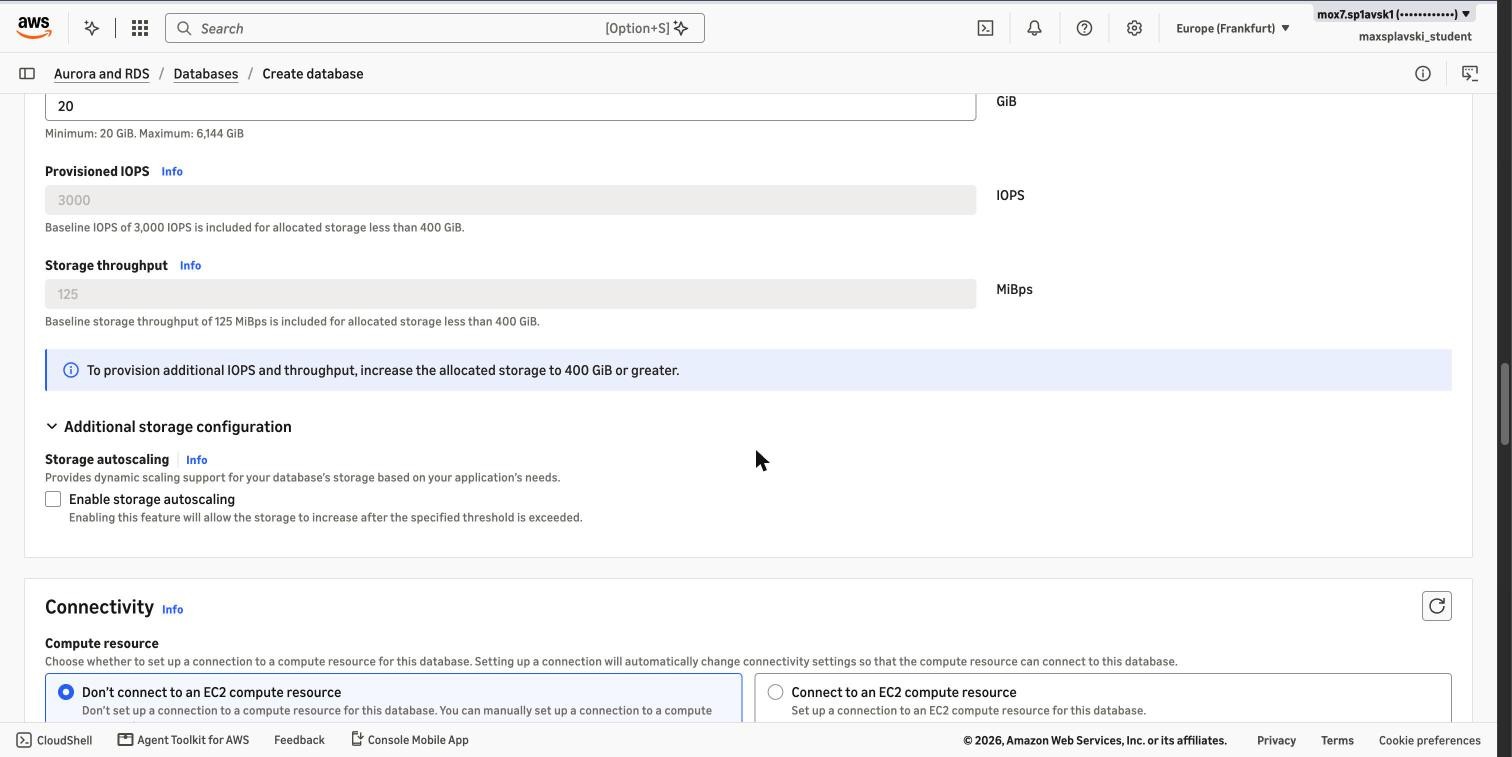 aws
Search
[Option+S]
Europe (Frankfurt)
mox7.sp1avsk1 (••••••••••••)
maxsplavski_student
Aurora and RDS / Databases / Create database
20
GiB
Minimum: 20 GiB. Maximum: 6,144 GiB
Provisioned IOPS Info
3000
IOPS
Baseline IOPS of 3,000 IOPS is included for allocated storage less than 400 GiB.
Storage throughput Info
125
MiBps
Baseline storage throughput of 125 MiBps is included for allocated storage less than 400 GiB.
To provision additional IOPS and throughput, increase the allocated storage to 400 GiB or greater.
Additional storage configuration
Storage autoscaling Info
Provides dynamic scaling support for your database's storage based on your application's needs.
Enable storage autoscaling
Enabling this feature will allow the storage to increase after the specified threshold is exceeded.
Connectivity Info
Compute resource
Choose whether to set up a connection to a compute resource for this database. Setting up a connection will automatically change connectivity settings so that the compute resource can connect to this database.
Don't connect to an EC2 compute resource
Don't set up a connection to a compute resource for this database. You can manually set up a connection to a compute
Connect to an EC2 compute resource
Set up a connection to an EC2 compute resource for this database.
CloudShell
Agent Toolkit for AWS
Feedback
Console Mobile App
© 2026, Amazon Web Services, Inc. or its affiliates.
Privacy
Terms
Cookie preferences